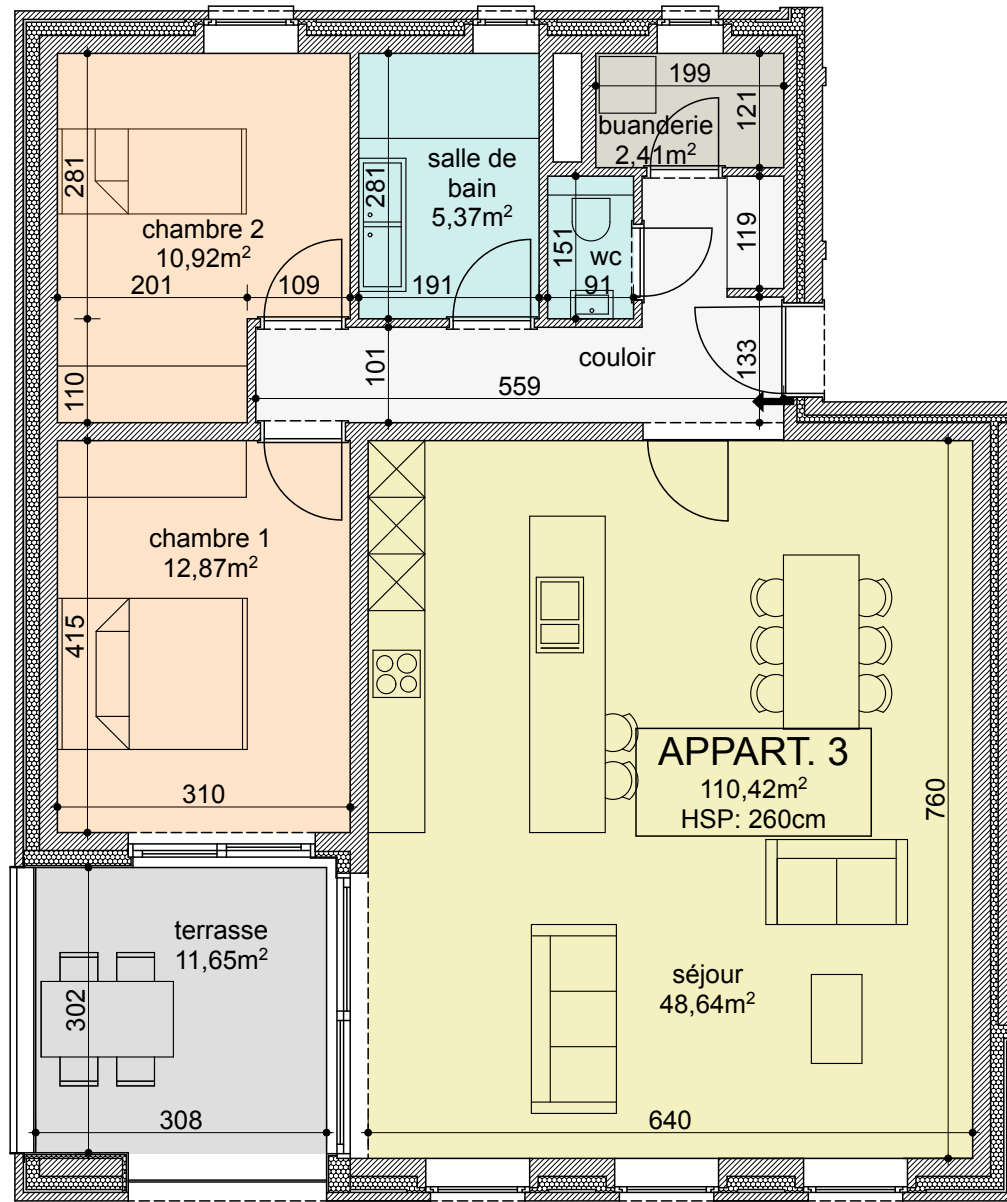 199
121
buanderie
2,41m²
281
salle de
bain
5,37m²
281
chambre 2
10,92m²
151
wc
91
119
201
109
191
110
101
couloir
133
559
chambre 1
12,87m²
415
310
APPART. 3
110,42m²
HSP: 260cm
760
terrasse
11,65m²
302
308
séjour
48,64m²
640